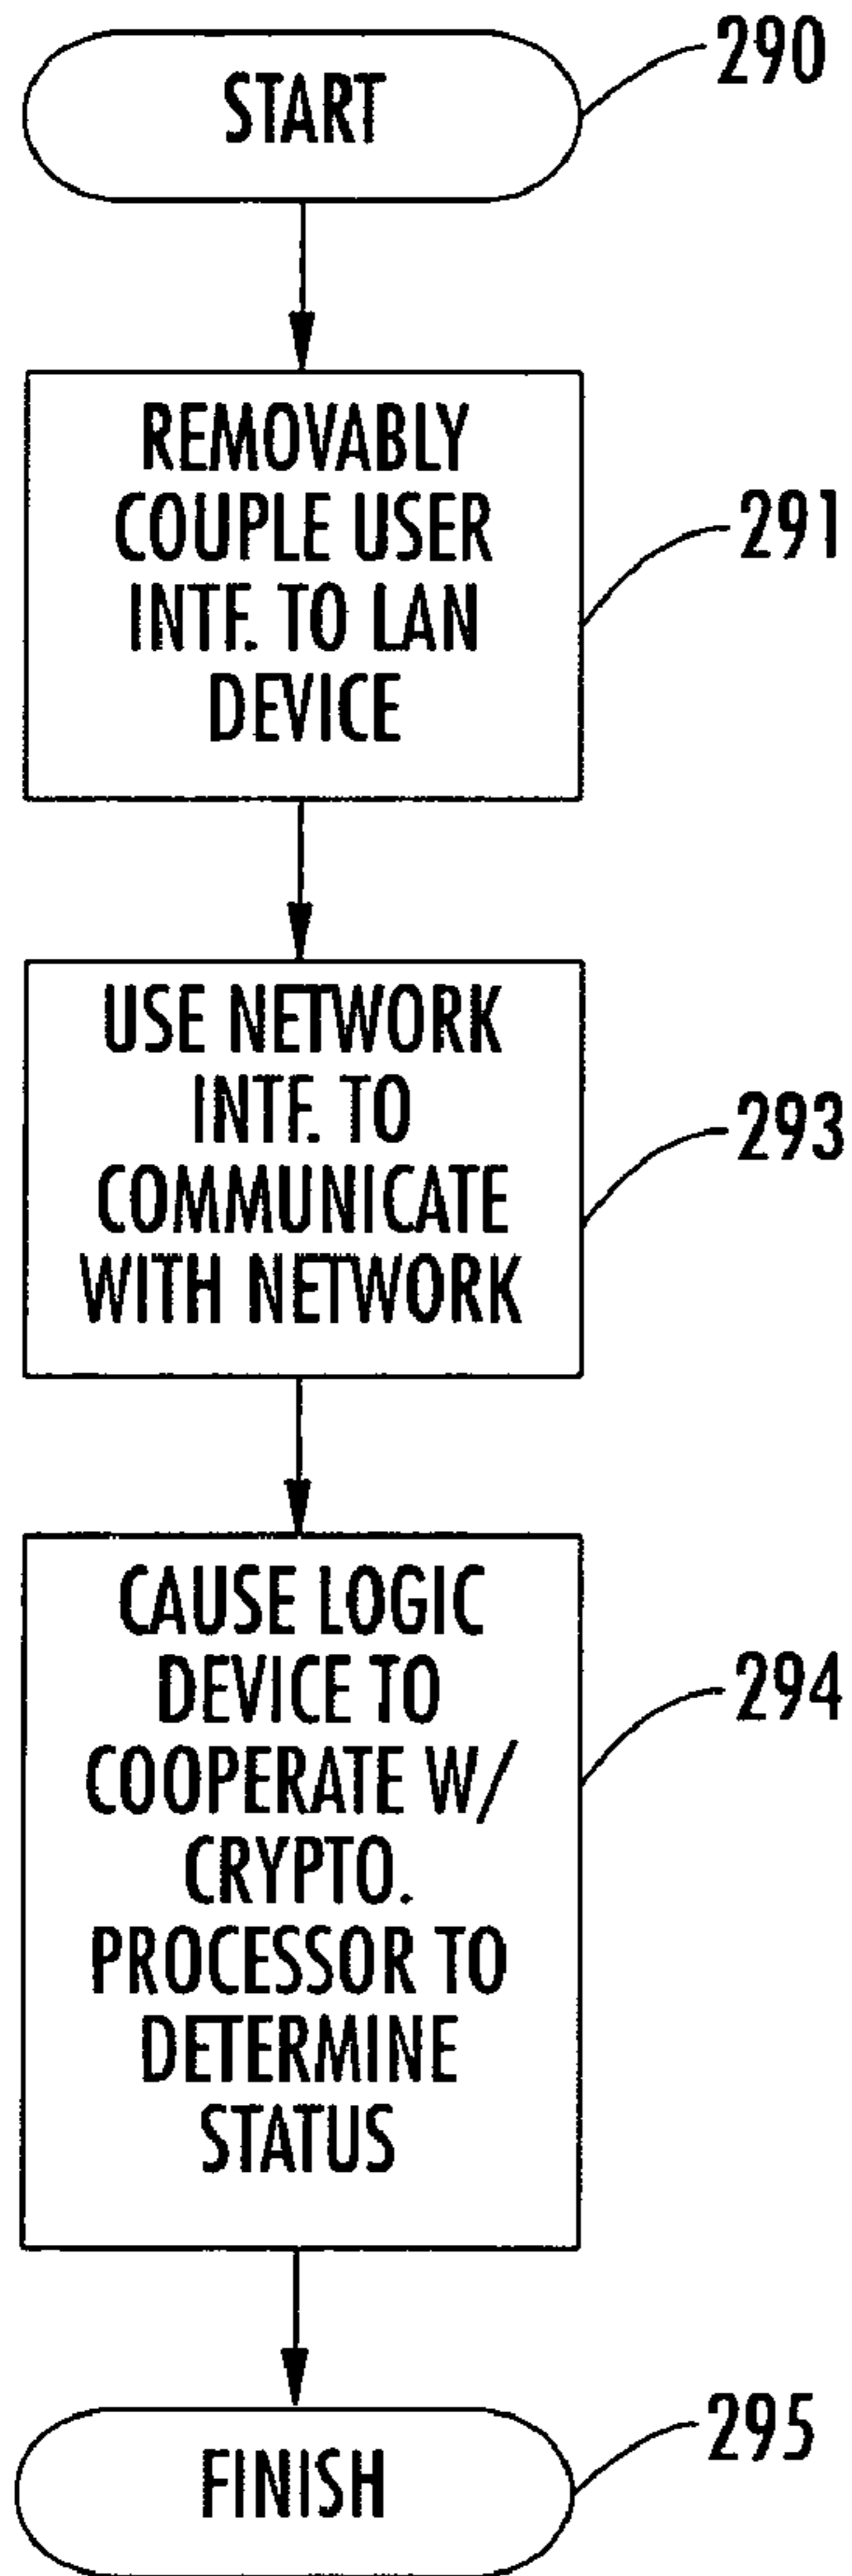 START
290
REMOVABLY
COUPLE USER
INTF. TO LAN
DEVICE
291
USE NETWORK
INTF. TO
COMMUNICATE
WITH NETWORK
293
CAUSE LOGIC
DEVICE TO
COOPERATE W/
CRYPTO.
PROCESSOR TO
DETERMINE
STATUS
294
FINISH
295